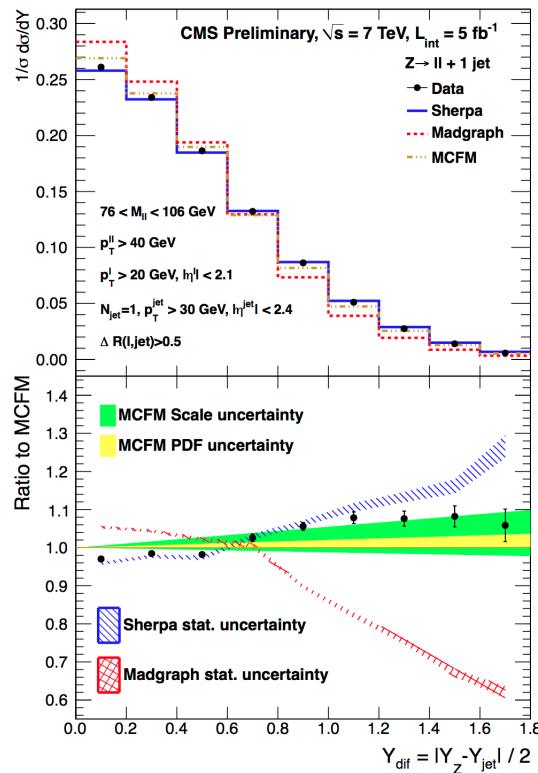 CMS Preliminary, √s = 7 TeV, L_int = 5 fb⁻¹
Z→ ll + 1 jet
Data
Sherpa
Madgraph
MCFM
1/σ dσ/dY
0.30
0.25
0.20
0.15
0.10
0.05
0.00
76 < M_ll < 106 GeV
p_T^ll > 40 GeV
p_T^l > 20 GeV, |η^l| < 2.1
N_jet=1, p_T^jet > 30 GeV, |η^jet| < 2.4
Δ R(l,jet)>0.5
Ratio to MCFM
1.4
1.3
1.2
1.1
1.0
0.9
0.8
0.7
0.6
MCFM Scale uncertainty
MCFM PDF uncertainty
Sherpa stat. uncertainty
Madgraph stat. uncertainty
0.0 0.2 0.4 0.6 0.8 1.0 1.2 1.4 1.6 1.8
Y_dif = |Y_Z-Y_jet| / 2